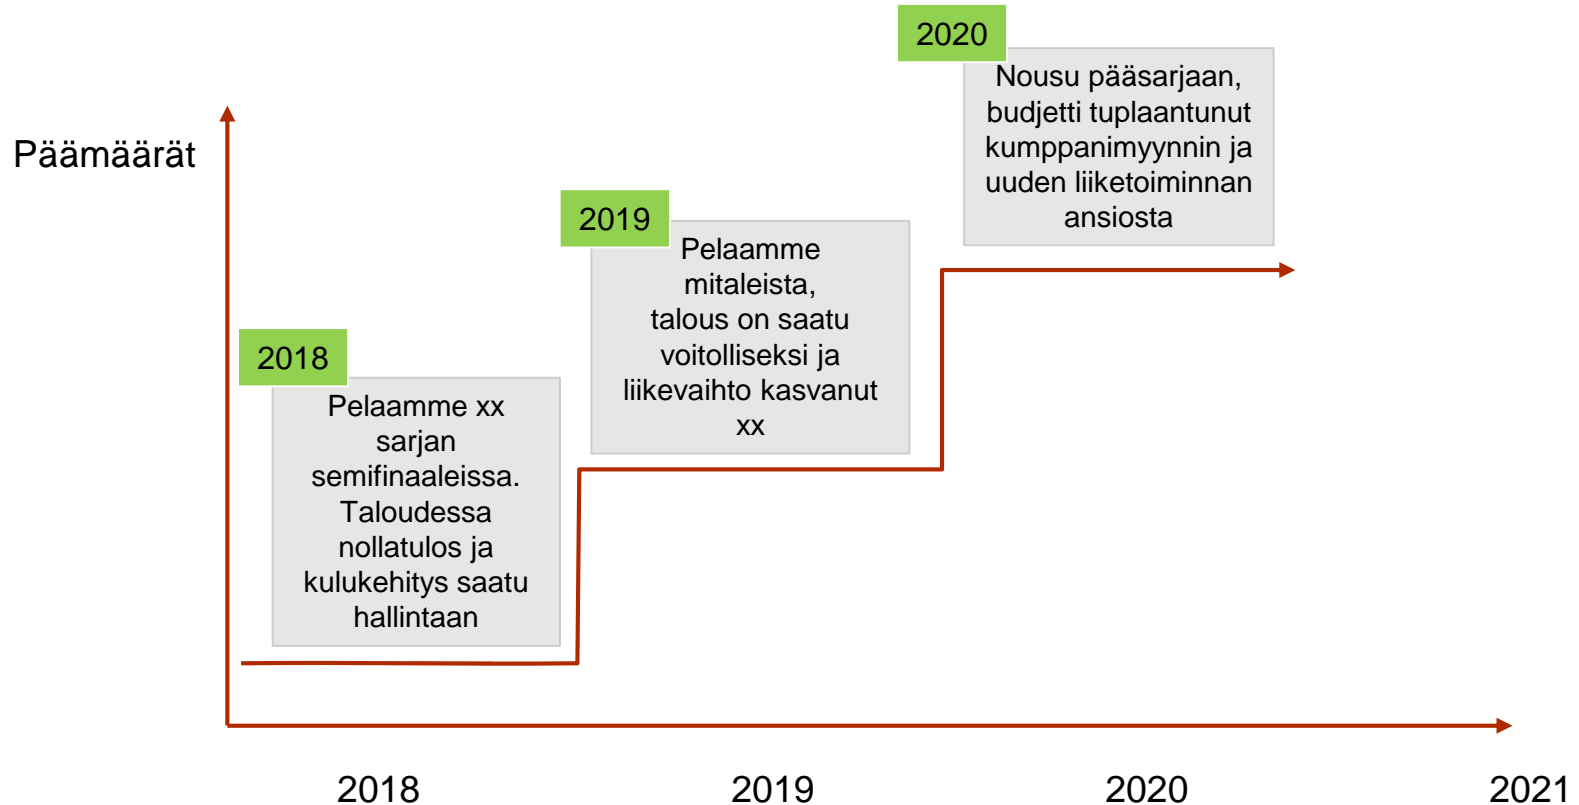 Päämäärät
2018
Pelaamme xx
sarjan
semifinaaleissa.
Taloudessa
nollatulos ja
kulukehitys saatu
hallintaan
2019
Pelaamme
mitaleista,
talous on saatu
voitolliseksi ja
liikevaihto kasvanut
xx
2020
Nousu pääsarjaan,
budjetti tuplaantunut
kumppanimyynnin ja
uuden liiketoiminnan
ansiosta
2018
2019
2020
2021